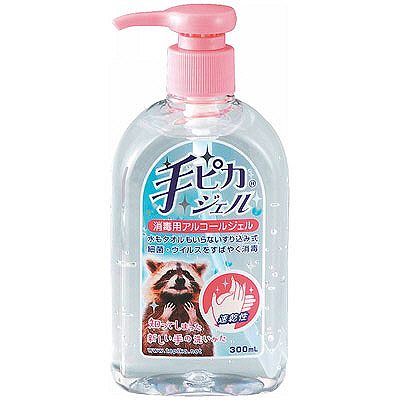 手ピカ®
ジェル
消毒用アルコールジェル
水もタオルもいらないすり込み式
細菌・ウイルスをすばやく消毒
速乾性
知ってしまった
新しい手の洗いかた
www.tepika.net
300mL